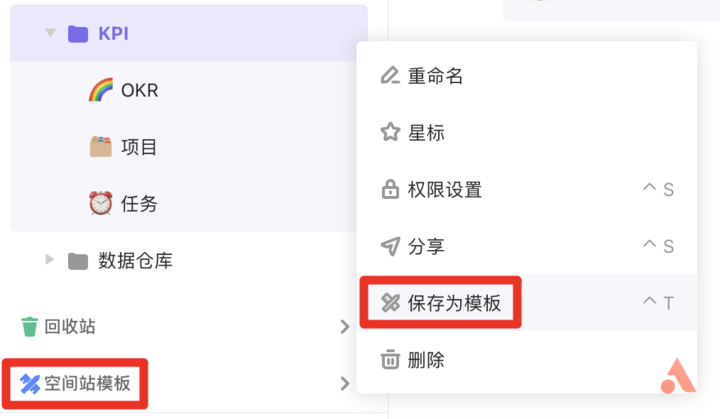 KPI
OKR
项目
任务
数据仓库
回收站
空间站模板
重命名
星标
权限设置 ^ S
分享 ^ S
保存为模板 ^ T
删除